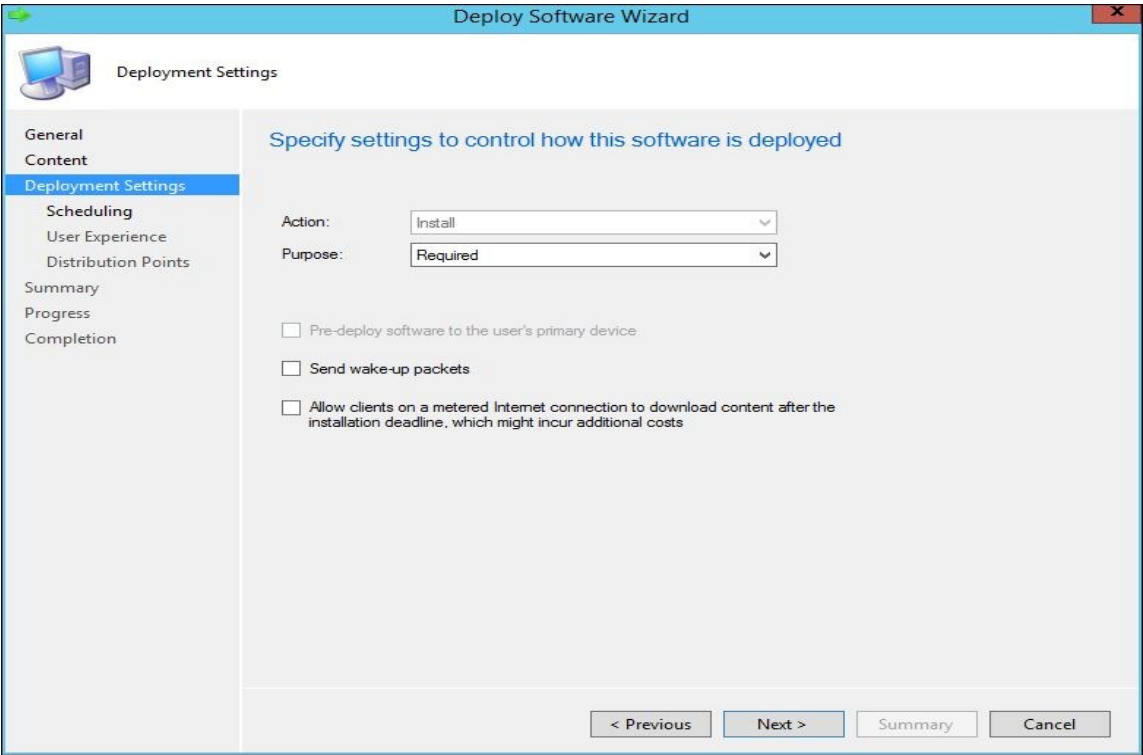 Deploy Software Wizard
x
Deployment Settings
General
Content
Deployment Settings
Scheduling
User Experience
Distribution Points
Summary
Progress
Completion
Specify settings to control how this software is deployed
Action: Install
Purpose: Required
Pre-deploy software to the user's primary device
Send wake-up packets
Allow clients on a metered Internet connection to download content after the
installation deadline, which might incur additional costs
< Previous Next > Summary Cancel